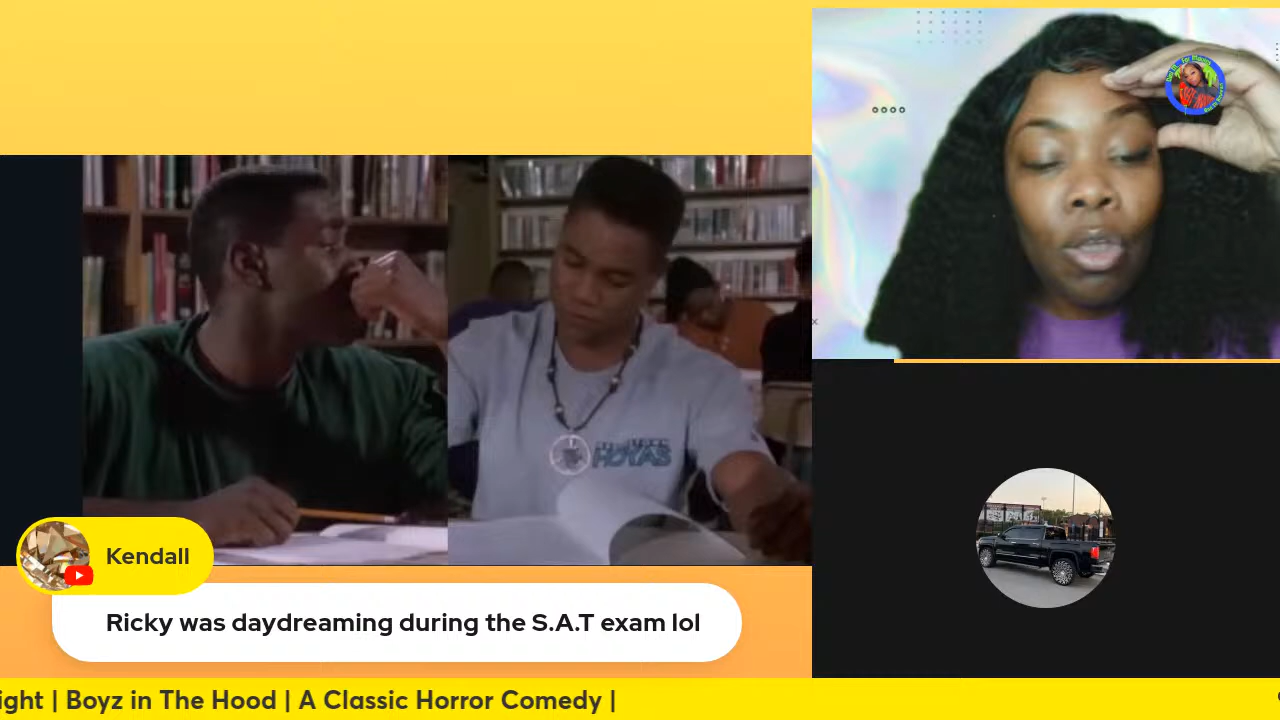 HOYAS
Kendall
Ricky was daydreaming during the S.A.T exam lol
ight | Boyz in The Hood | A Classic Horror Comedy |